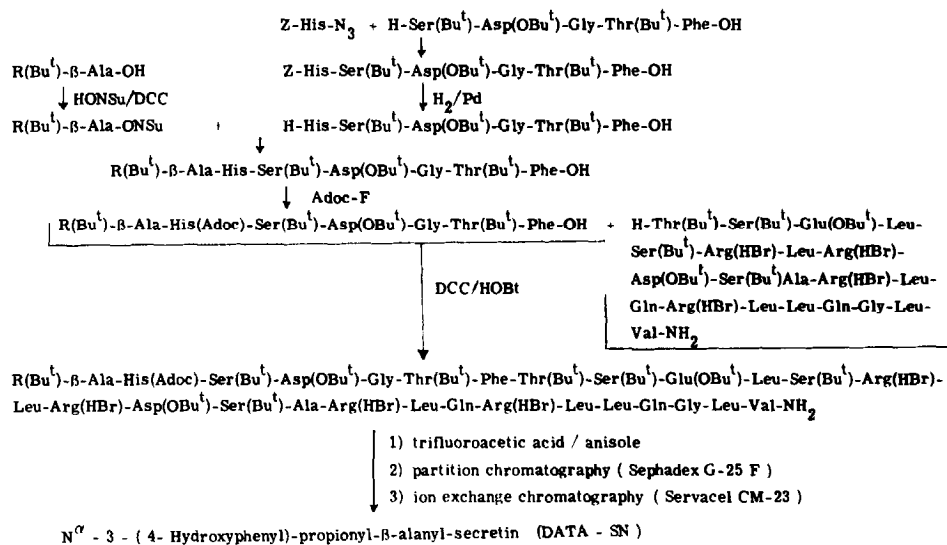 Z-His-N3 + H-Ser(Bu^t)-Asp(OBu^t)-Gly-Thr(Bu^t)-Phe-OH
R(Bu^t)-ß-Ala-OH Z-His-Ser(Bu^t)-Asp(OBu^t)-Gly-Thr(Bu^t)-Phe-OH
HONSu/DCC H2/Pd
R(Bu^t)-ß-Ala-ONSu + H-His-Ser(Bu^t)-Asp(OBu^t)-Gly-Thr(Bu^t)-Phe-OH
R(Bu^t)-ß-Ala-His-Ser(Bu^t)-Asp(OBu^t)-Gly-Thr(Bu^t)-Phe-OH
Adoc-F
R(Bu^t)-ß-Ala-His(Adoc)-Ser(Bu^t)-Asp(OBu^t)-Gly-Thr(Bu^t)-Phe-OH + H-Thr(Bu^t)-Ser(Bu^t)-Glu(OBu^t)-Leu-
Ser(Bu^t)-Arg(HBr)-Leu-Arg(HBr)-
Asp(OBu^t)-Ser(Bu^t)Ala-Arg(HBr)-Leu-
Gln-Arg(HBr)-Leu-Leu-Gln-Gly-Leu-
Val-NH2
DCC/HOBt
R(Bu^t)-ß-Ala-His(Adoc)-Ser(Bu^t)-Asp(OBu^t)-Gly-Thr(Bu^t)-Phe-Thr(Bu^t)-Ser(Bu^t)-Glu(OBu^t)-Leu-Ser(Bu^t)-Arg(HBr)-
Leu-Arg(HBr)-Asp(OBu^t)-Ser(Bu^t)-Ala-Arg(HBr)-Leu-Gln-Arg(HBr)-Leu-Leu-Gln-Gly-Leu-Val-NH2
1) trifluoroacetic acid / anisole
2) partition chromatography ( Sephadex G-25 F )
3) ion exchange chromatography ( Servacel CM-23 )
N^α - 3 - ( 4- Hydroxyphenyl)-propionyl-ß-alanyl-secretin (DATA - SN )